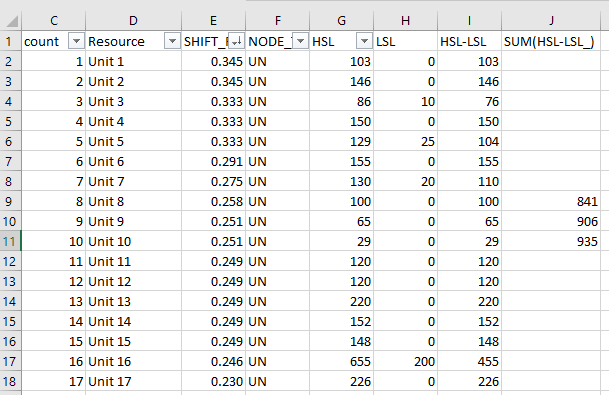 C D E F G H I J
1 count Resource SHIFT_F NODE_ HSL LSL HSL-LSL SUM(HSL-LSL_)
2 1 Unit 1 0.345 UN 103 0 103
3 2 Unit 2 0.345 UN 146 0 146
4 3 Unit 3 0.333 UN 86 10 76
5 4 Unit 4 0.333 UN 150 0 150
6 5 Unit 5 0.333 UN 129 25 104
7 6 Unit 6 0.291 UN 155 0 155
8 7 Unit 7 0.275 UN 130 20 110
9 8 Unit 8 0.258 UN 100 0 100 841
10 9 Unit 9 0.251 UN 65 0 65 906
11 10 Unit 10 0.251 UN 29 0 29 935
12 11 Unit 11 0.249 UN 120 0 120
13 12 Unit 12 0.249 UN 120 0 120
14 13 Unit 13 0.249 UN 220 0 220
15 14 Unit 14 0.249 UN 152 0 152
16 15 Unit 15 0.249 UN 148 0 148
17 16 Unit 16 0.246 UN 655 200 455
18 17 Unit 17 0.230 UN 226 0 226